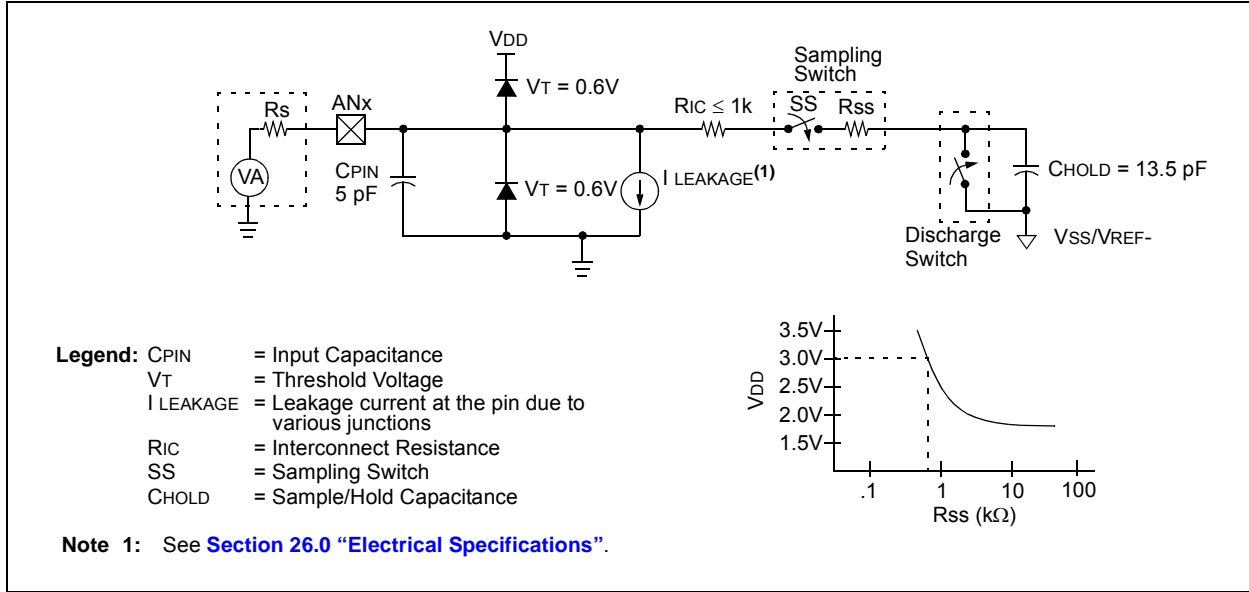 VDD
Sampling
Switch
VT = 0.6V
Rs
ANx
RIC ≤ 1k
SS
Rss
VA
CPIN
5 pF
VT = 0.6V
I LEAKAGE(1)
CHOLD = 13.5 pF
Discharge
Switch
VSS/VREF-
Legend: CPIN = Input Capacitance
VT = Threshold Voltage
I LEAKAGE = Leakage current at the pin due to
various junctions
RIC = Interconnect Resistance
SS = Sampling Switch
CHOLD = Sample/Hold Capacitance
3.5V
3.0V
2.5V
2.0V
1.5V
VDD
.1 1 10 100
Rss (kΩ)
Note 1: See Section 26.0 “Electrical Specifications”.